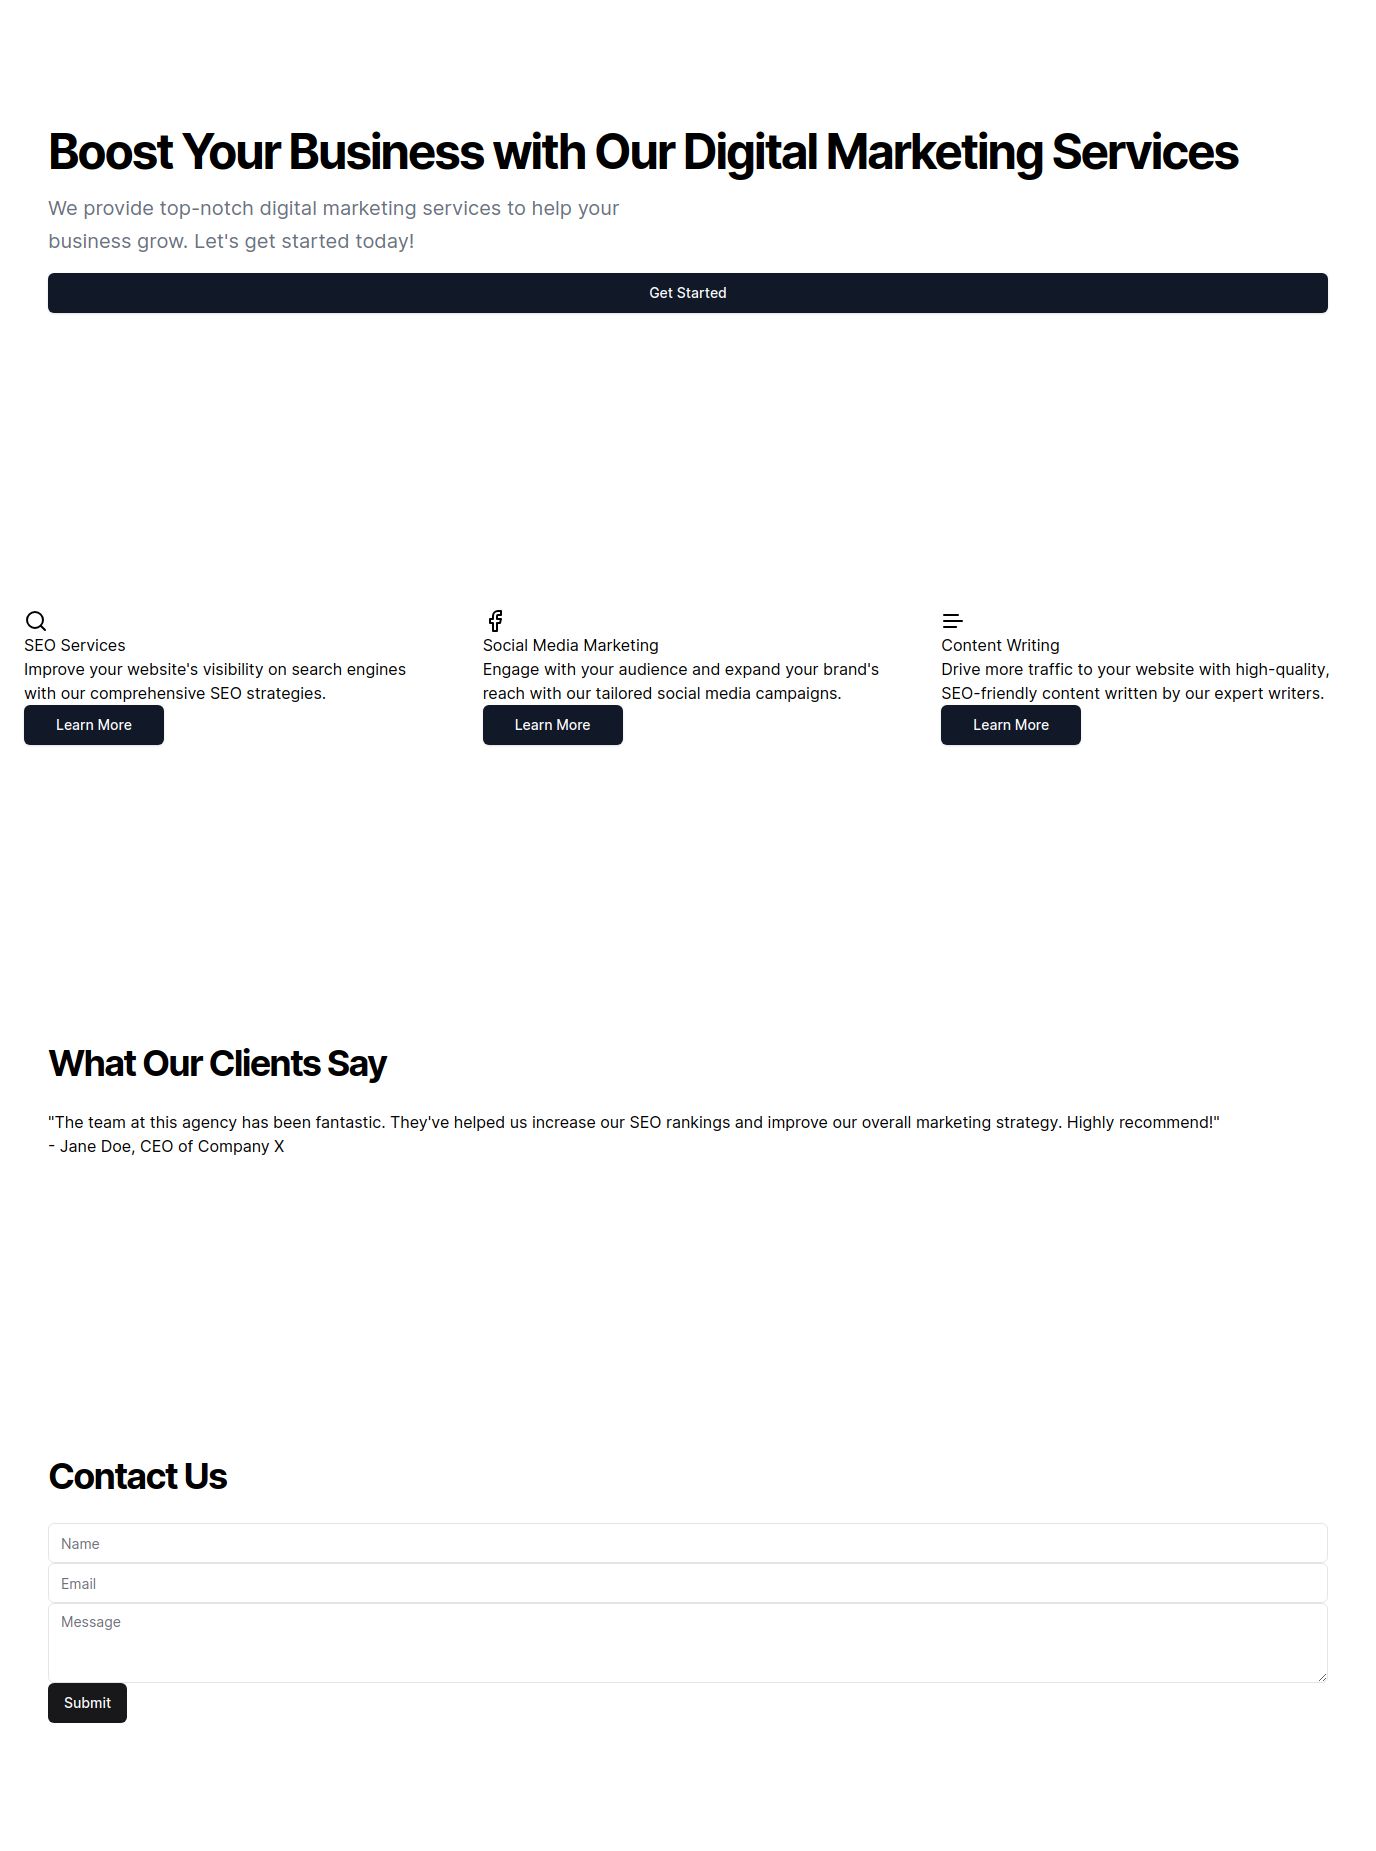 Boost Your Business with Our Digital Marketing Services
We provide top-notch digital marketing services to help your
business grow. Let's get started today!
Get Started
SEO Services
Improve your website's visibility on search engines
with our comprehensive SEO strategies.
Learn More
Social Media Marketing
Engage with your audience and expand your brand's
reach with our tailored social media campaigns.
Learn More
Content Writing
Drive more traffic to your website with high-quality,
SEO-friendly content written by our expert writers.
Learn More
What Our Clients Say
"The team at this agency has been fantastic. They've helped us increase our SEO rankings and improve our overall marketing strategy. Highly recommend!"
- Jane Doe, CEO of Company X
Contact Us
Name
Email
Message
Submit